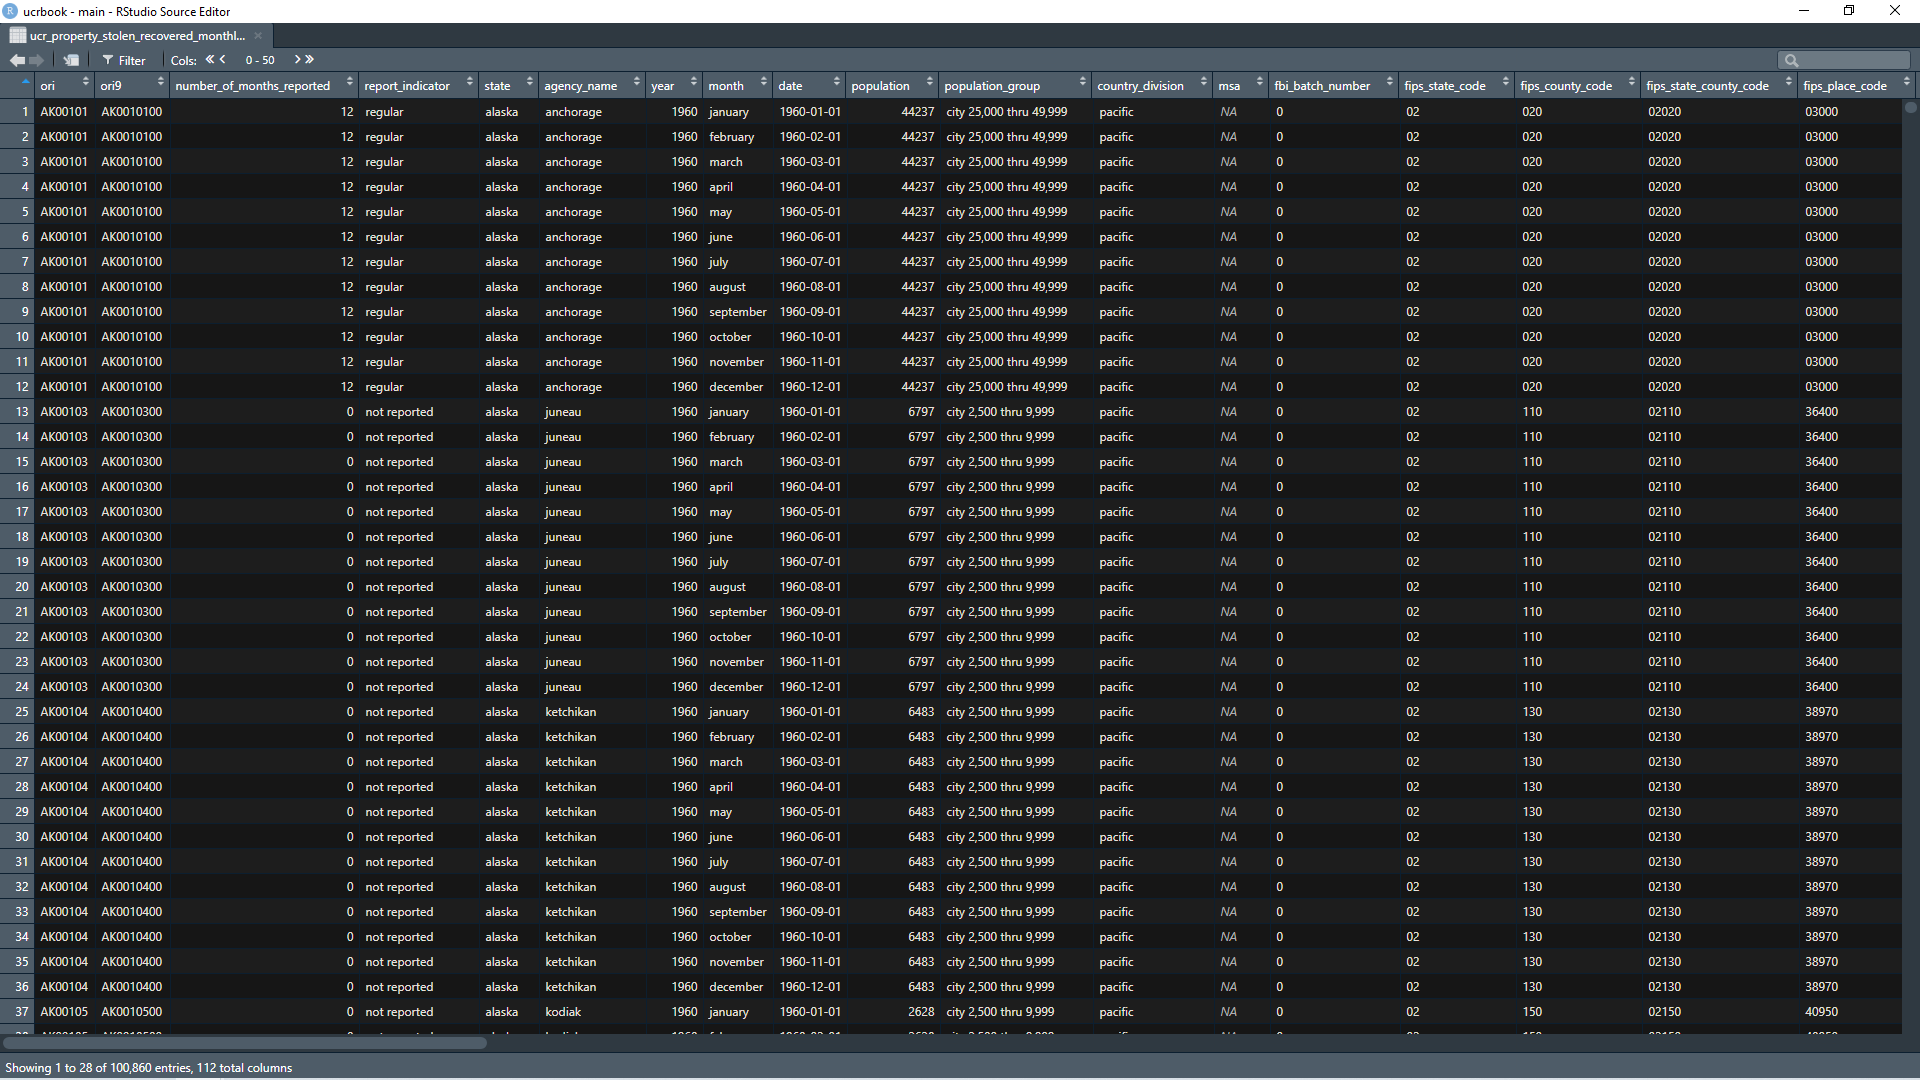 ucrbook - main - RStudio Source Editor
ucr_property_stolen_recovered_monthl...
Filter Cols: 0 - 50
ori ori9 number_of_months_reported report_indicator state agency_name year month date population population_group country_division msa fbi_batch_number fips_state_code fips_county_code fips_state_county_code fips_place_code
1 AK00101 AK0010100 12 regular alaska anchorage 1960 january 1960-01-01 44237 city 25,000 thru 49,999 pacific NA 0 02 020 02020 03000
2 AK00101 AK0010100 12 regular alaska anchorage 1960 february 1960-02-01 44237 city 25,000 thru 49,999 pacific NA 0 02 020 02020 03000
3 AK00101 AK0010100 12 regular alaska anchorage 1960 march 1960-03-01 44237 city 25,000 thru 49,999 pacific NA 0 02 020 02020 03000
4 AK00101 AK0010100 12 regular alaska anchorage 1960 april 1960-04-01 44237 city 25,000 thru 49,999 pacific NA 0 02 020 02020 03000
5 AK00101 AK0010100 12 regular alaska anchorage 1960 may 1960-05-01 44237 city 25,000 thru 49,999 pacific NA 0 02 020 02020 03000
6 AK00101 AK0010100 12 regular alaska anchorage 1960 june 1960-06-01 44237 city 25,000 thru 49,999 pacific NA 0 02 020 02020 03000
7 AK00101 AK0010100 12 regular alaska anchorage 1960 july 1960-07-01 44237 city 25,000 thru 49,999 pacific NA 0 02 020 02020 03000
8 AK00101 AK0010100 12 regular alaska anchorage 1960 august 1960-08-01 44237 city 25,000 thru 49,999 pacific NA 0 02 020 02020 03000
9 AK00101 AK0010100 12 regular alaska anchorage 1960 september 1960-09-01 44237 city 25,000 thru 49,999 pacific NA 0 02 020 02020 03000
10 AK00101 AK0010100 12 regular alaska anchorage 1960 october 1960-10-01 44237 city 25,000 thru 49,999 pacific NA 0 02 020 02020 03000
11 AK00101 AK0010100 12 regular alaska anchorage 1960 november 1960-11-01 44237 city 25,000 thru 49,999 pacific NA 0 02 020 02020 03000
12 AK00101 AK0010100 12 regular alaska anchorage 1960 december 1960-12-01 44237 city 25,000 thru 49,999 pacific NA 0 02 020 02020 03000
13 AK00103 AK0010300 0 not reported alaska juneau 1960 january 1960-01-01 6797 city 2,500 thru 9,999 pacific NA 0 02 110 02110 36400
14 AK00103 AK0010300 0 not reported alaska juneau 1960 february 1960-02-01 6797 city 2,500 thru 9,999 pacific NA 0 02 110 02110 36400
15 AK00103 AK0010300 0 not reported alaska juneau 1960 march 1960-03-01 6797 city 2,500 thru 9,999 pacific NA 0 02 110 02110 36400
16 AK00103 AK0010300 0 not reported alaska juneau 1960 april 1960-04-01 6797 city 2,500 thru 9,999 pacific NA 0 02 110 02110 36400
17 AK00103 AK0010300 0 not reported alaska juneau 1960 may 1960-05-01 6797 city 2,500 thru 9,999 pacific NA 0 02 110 02110 36400
18 AK00103 AK0010300 0 not reported alaska juneau 1960 june 1960-06-01 6797 city 2,500 thru 9,999 pacific NA 0 02 110 02110 36400
19 AK00103 AK0010300 0 not reported alaska juneau 1960 july 1960-07-01 6797 city 2,500 thru 9,999 pacific NA 0 02 110 02110 36400
20 AK00103 AK0010300 0 not reported alaska juneau 1960 august 1960-08-01 6797 city 2,500 thru 9,999 pacific NA 0 02 110 02110 36400
21 AK00103 AK0010300 0 not reported alaska juneau 1960 september 1960-09-01 6797 city 2,500 thru 9,999 pacific NA 0 02 110 02110 36400
22 AK00103 AK0010300 0 not reported alaska juneau 1960 october 1960-10-01 6797 city 2,500 thru 9,999 pacific NA 0 02 110 02110 36400
23 AK00103 AK0010300 0 not reported alaska juneau 1960 november 1960-11-01 6797 city 2,500 thru 9,999 pacific NA 0 02 110 02110 36400
24 AK00103 AK0010300 0 not reported alaska juneau 1960 december 1960-12-01 6797 city 2,500 thru 9,999 pacific NA 0 02 110 02110 36400
25 AK00104 AK0010400 0 not reported alaska ketchikan 1960 january 1960-01-01 6483 city 2,500 thru 9,999 pacific NA 0 02 130 02130 38970
26 AK00104 AK0010400 0 not reported alaska ketchikan 1960 february 1960-02-01 6483 city 2,500 thru 9,999 pacific NA 0 02 130 02130 38970
27 AK00104 AK0010400 0 not reported alaska ketchikan 1960 march 1960-03-01 6483 city 2,500 thru 9,999 pacific NA 0 02 130 02130 38970
28 AK00104 AK0010400 0 not reported alaska ketchikan 1960 april 1960-04-01 6483 city 2,500 thru 9,999 pacific NA 0 02 130 02130 38970
29 AK00104 AK0010400 0 not reported alaska ketchikan 1960 may 1960-05-01 6483 city 2,500 thru 9,999 pacific NA 0 02 130 02130 38970
30 AK00104 AK0010400 0 not reported alaska ketchikan 1960 june 1960-06-01 6483 city 2,500 thru 9,999 pacific NA 0 02 130 02130 38970
31 AK00104 AK0010400 0 not reported alaska ketchikan 1960 july 1960-07-01 6483 city 2,500 thru 9,999 pacific NA 0 02 130 02130 38970
32 AK00104 AK0010400 0 not reported alaska ketchikan 1960 august 1960-08-01 6483 city 2,500 thru 9,999 pacific NA 0 02 130 02130 38970
33 AK00104 AK0010400 0 not reported alaska ketchikan 1960 september 1960-09-01 6483 city 2,500 thru 9,999 pacific NA 0 02 130 02130 38970
34 AK00104 AK0010400 0 not reported alaska ketchikan 1960 october 1960-10-01 6483 city 2,500 thru 9,999 pacific NA 0 02 130 02130 38970
35 AK00104 AK0010400 0 not reported alaska ketchikan 1960 november 1960-11-01 6483 city 2,500 thru 9,999 pacific NA 0 02 130 02130 38970
36 AK00104 AK0010400 0 not reported alaska ketchikan 1960 december 1960-12-01 6483 city 2,500 thru 9,999 pacific NA 0 02 130 02130 38970
37 AK00105 AK0010500 0 not reported alaska kodiak 1960 january 1960-01-01 2628 city 2,500 thru 9,999 pacific NA 0 02 150 02150 40950
Showing 1 to 28 of 100,860 entries, 112 total columns